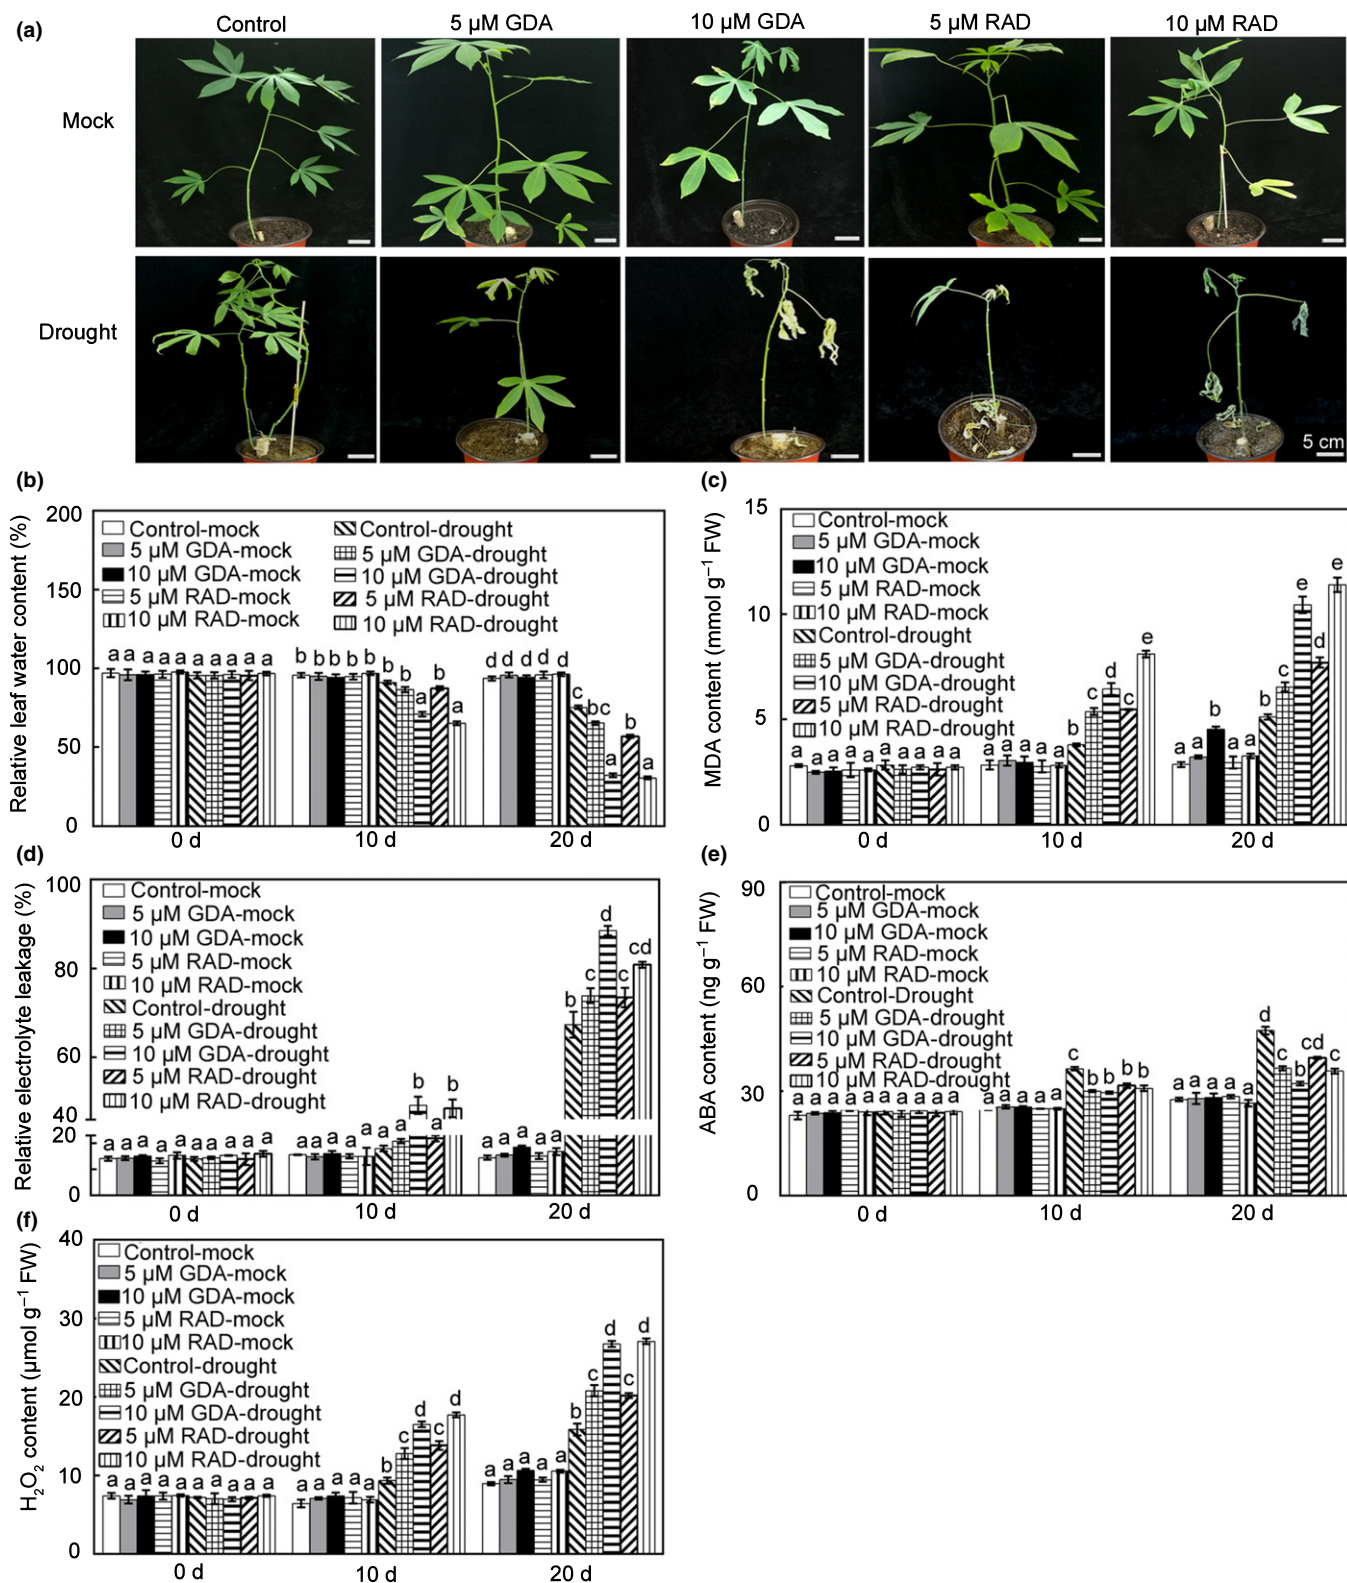 (a)
Control 5 µM GDA 10 µM GDA 5 µM RAD 10 µM RAD
Mock
Drought
5 cm
(b)
Relative leaf water content (%)
200
150
100
50
0
Control-mock
5 µM GDA-mock
10 µM GDA-mock
5 µM RAD-mock
10 µM RAD-mock
Control-drought
5 µM GDA-drought
10 µM GDA-drought
5 µM RAD-drought
10 µM RAD-drought
a a a a a a a a a a
b b b b b b b a b a
d d d d d c bc a b a
0 d 10 d 20 d
(c)
MDA content (mmol g⁻¹ FW)
15
10
5
0
Control-mock
5 µM GDA-mock
10 µM GDA-mock
5 µM RAD-mock
10 µM RAD-mock
Control-drought
5 µM GDA-drought
10 µM GDA-drought
5 µM RAD-drought
10 µM RAD-drought
a a a a a a a a a a
a a a a a b c d c e
a a b a a b c e d e
0 d 10 d 20 d
(d)
Relative electrolyte leakage (%)
100
80
60
40
20
0
Control-mock
5 µM GDA-mock
10 µM GDA-mock
5 µM RAD-mock
10 µM RAD-mock
Control-drought
5 µM GDA-drought
10 µM GDA-drought
5 µM RAD-drought
10 µM RAD-drought
a a a a a a a a a a
a a a a a a a b a b
a a a a a b c d c cd
0 d 10 d 20 d
(e)
ABA content (ng g⁻¹ FW)
90
60
30
0
Control-mock
5 µM GDA-mock
10 µM GDA-mock
5 µM RAD-mock
10 µM RAD-mock
Control-Drought
5 µM GDA-drought
10 µM GDA-drought
5 µM RAD-drought
10 µM RAD-drought
a a a a a a a a a a
a a a a a c b b b b
a a a a a d c b cd c
0 d 10 d 20 d
(f)
H₂O₂ content (µmol g⁻¹ FW)
40
30
20
10
0
Control-mock
5 µM GDA-mock
10 µM GDA-mock
5 µM RAD-mock
10 µM RAD-mock
Control-drought
5 µM GDA-drought
10 µM GDA-drought
5 µM RAD-drought
10 µM RAD-drought
a a a a a a a a a a
a a a a a b c d c d
a a a a a b c d c d
0 d 10 d 20 d